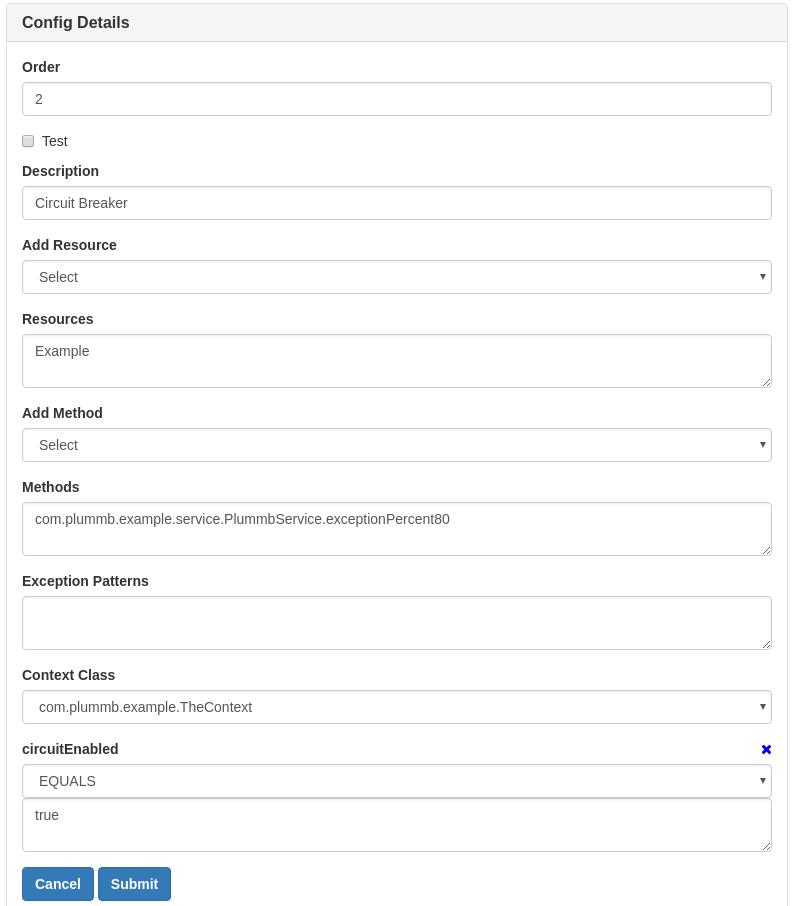 Config Details
Order
2
Test
Description
Circuit Breaker
Add Resource
Select
Resources
Example
Add Method
Select
Methods
com.plummb.example.service.PlummbService.exceptionPercent80
Exception Patterns
Context Class
com.plummb.example.TheContext
circuitEnabled
EQUALS
true
Cancel Submit